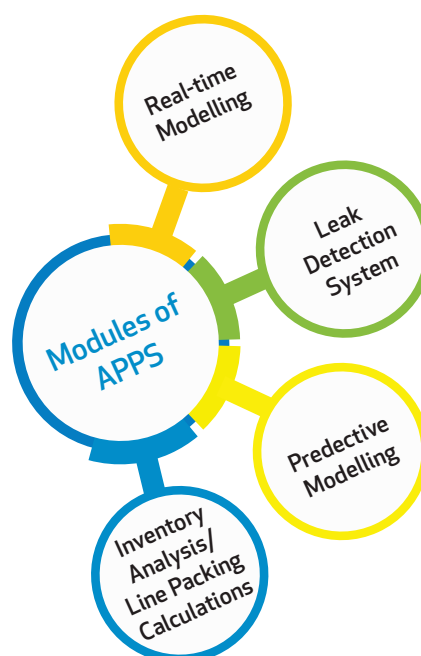 Real-time
Modelling
Leak
Detection
System
Modules of
APPS
Predective
Modelling
Inventory
Analysis/
Line Packing
Calculations